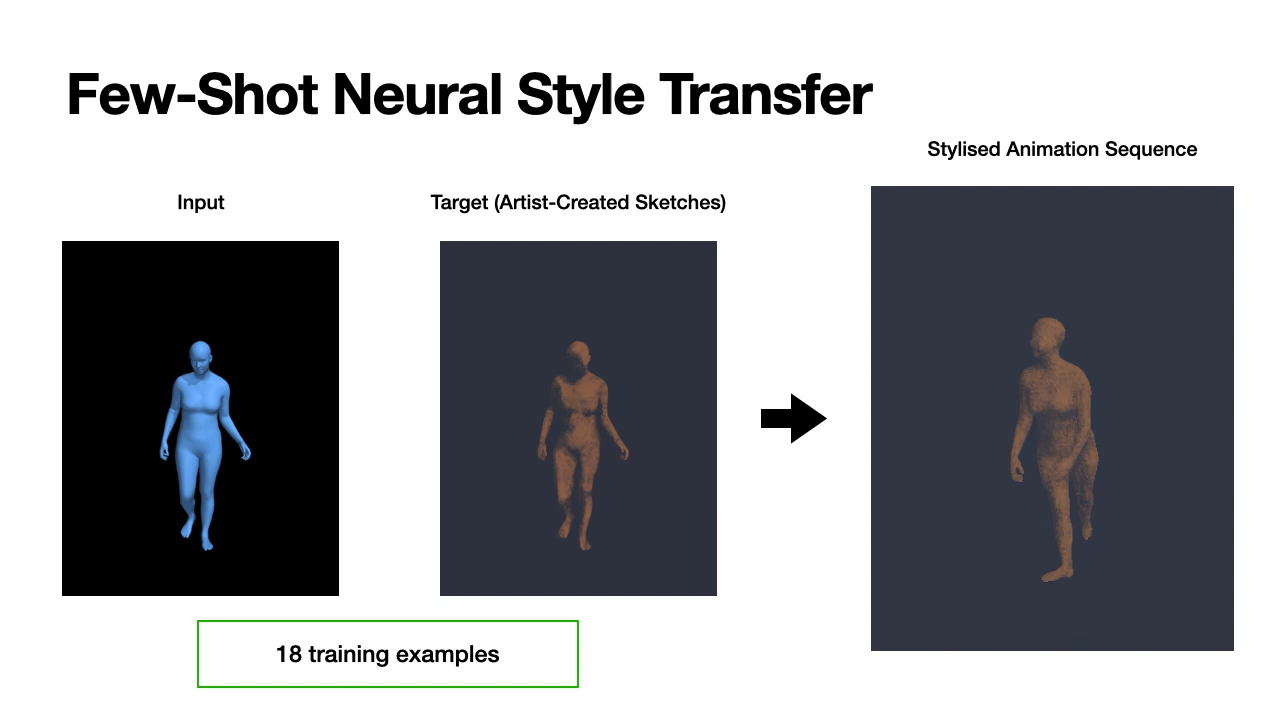 Few-Shot Neural Style Transfer
Stylised Animation Sequence
Input
Target (Artist-Created Sketches)
18 training examples